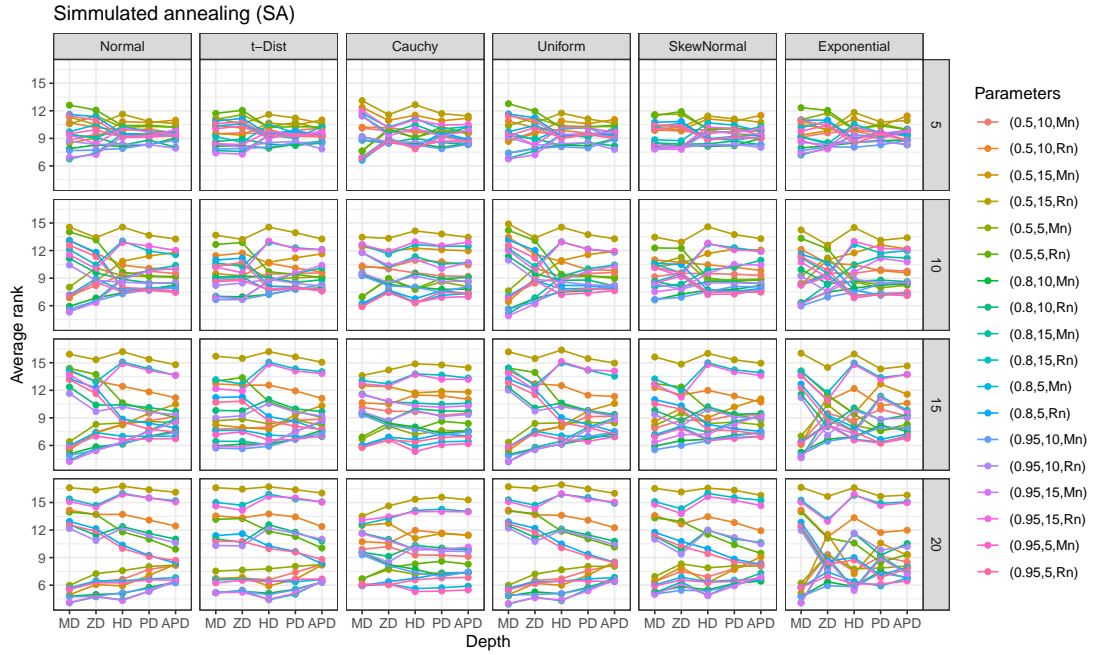 Simmulated annealing (SA)
Normal t−Dist Cauchy Uniform SkewNormal Exponential
15
12
9
6
5
15
12
9
6
10
15
12
9
6
15
15
12
9
6
20
MD ZD HD PD APD MD ZD HD PD APD MD ZD HD PD APD MD ZD HD PD APD MD ZD HD PD APD MD ZD HD PD APD
Depth
Average rank
Parameters
(0.5,10,Mn)
(0.5,10,Rn)
(0.5,15,Mn)
(0.5,15,Rn)
(0.5,5,Mn)
(0.5,5,Rn)
(0.8,10,Mn)
(0.8,10,Rn)
(0.8,15,Mn)
(0.8,15,Rn)
(0.8,5,Mn)
(0.8,5,Rn)
(0.95,10,Mn)
(0.95,10,Rn)
(0.95,15,Mn)
(0.95,15,Rn)
(0.95,5,Mn)
(0.95,5,Rn)